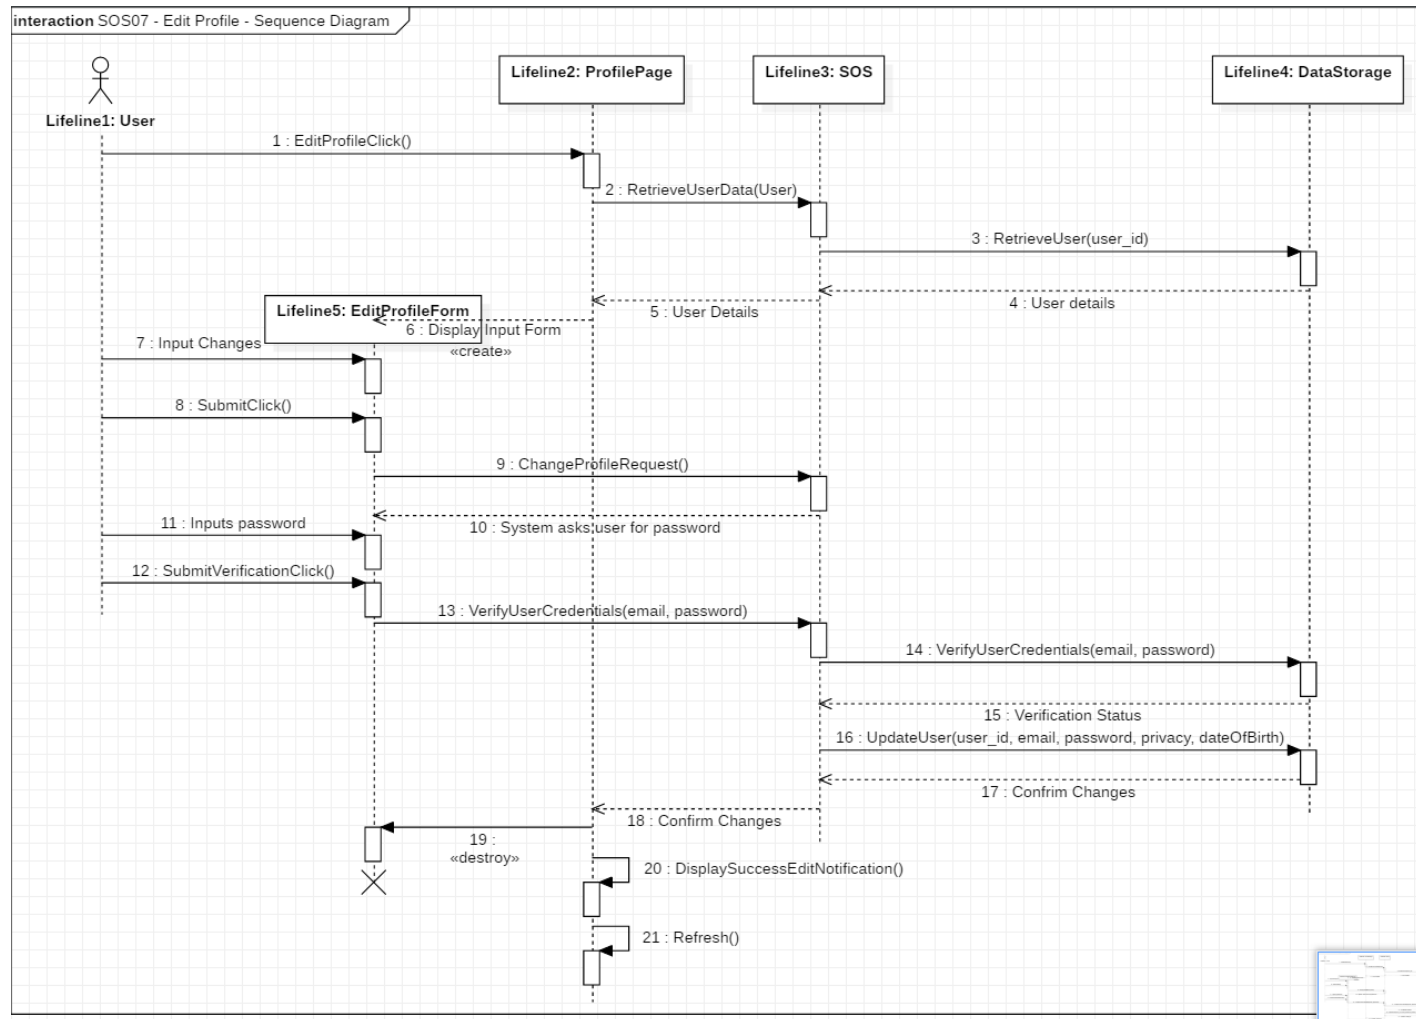 interaction SOS07 - Edit Profile - Sequence Diagram
Lifeline1: User
Lifeline2: ProfilePage
Lifeline3: SOS
Lifeline4: DataStorage
1 : EditProfileClick()
2 : RetrieveUserData(User)
3 : RetrieveUser(user_id)
4 : User details
5 : User Details
Lifeline5: EditProfileForm
6 : Display Input Form
«create»
7 : Input Changes
8 : SubmitClick()
9 : ChangeProfileRequest()
10 : System asks user for password
11 : Inputs password
12 : SubmitVerificationClick()
13 : VerifyUserCredentials(email, password)
14 : VerifyUserCredentials(email, password)
15 : Verification Status
16 : UpdateUser(user_id, email, password, privacy, dateOfBirth)
17 : Confrim Changes
18 : Confirm Changes
19 :
«destroy»
20 : DisplaySuccessEditNotification()
21 : Refresh()